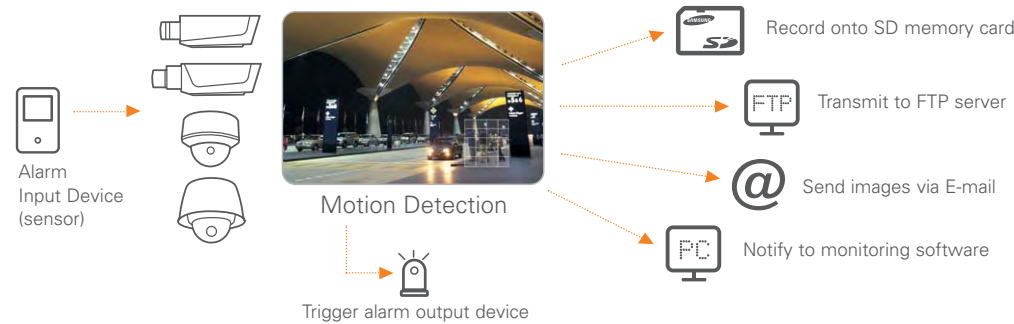 Alarm
Input Device
(sensor)
Motion Detection
Trigger alarm output device
SAMSUNG
SD
Record onto SD memory card
FTP
Transmit to FTP server
@
Send images via E-mail
PC
Notify to monitoring software